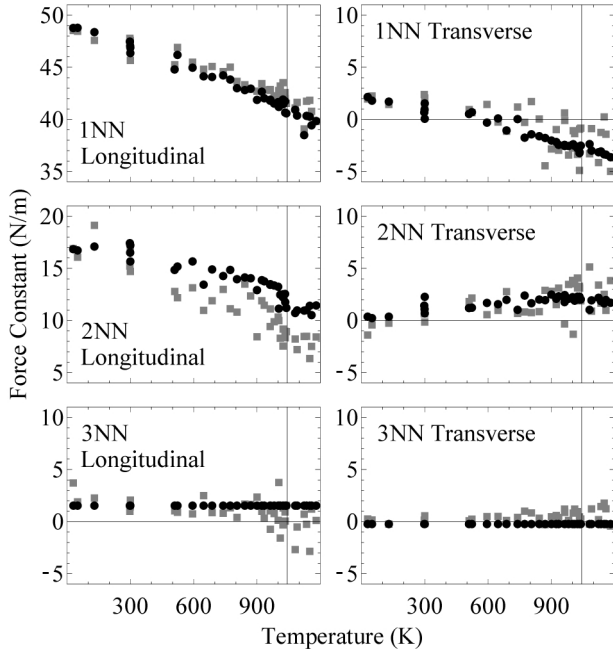 Force Constant (N/m)
50
45
40
35
1NN
Longitudinal
10
5
0
−5
1NN Transverse
20
15
10
5
2NN
Longitudinal
10
5
0
−5
2NN Transverse
10
5
0
−5
3NN
Longitudinal
10
5
0
−5
3NN Transverse
300 600 900
300 600 900
Temperature (K)